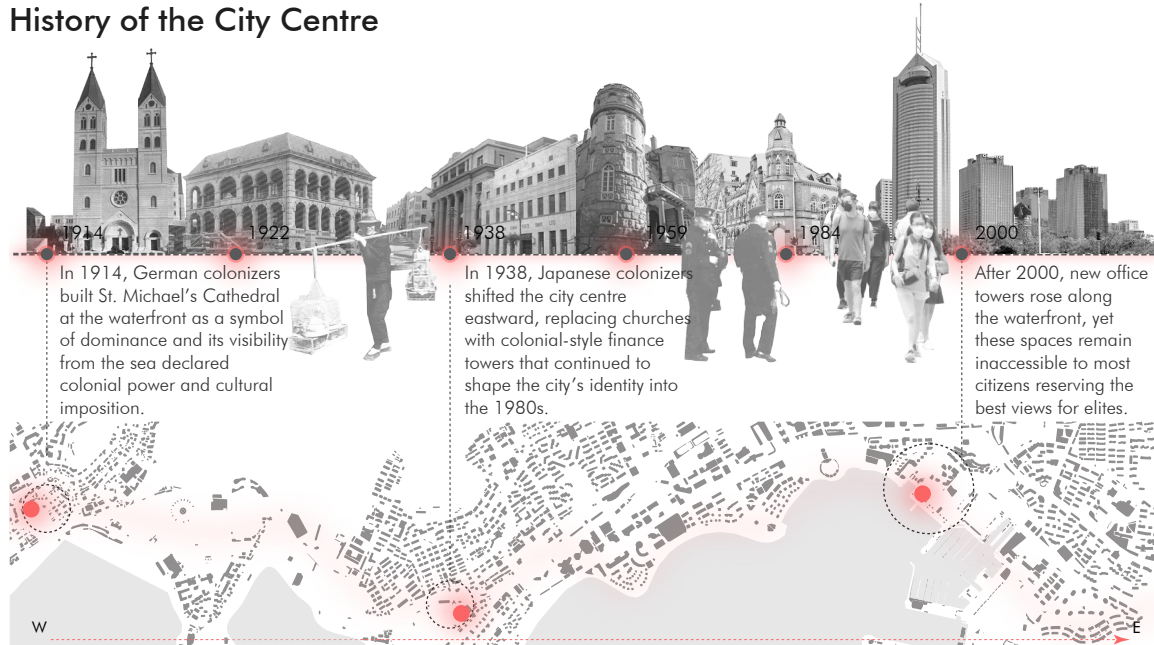 History of the City Centre
1914
1922
1938
1959
1984
2000
In 1914, German colonizers
built St. Michael's Cathedral
at the waterfront as a symbol
of dominance and its visibility
from the sea declared
colonial power and cultural
imposition.
In 1938, Japanese colonizers
shifted the city centre
eastward, replacing churches
with colonial-style finance
towers that continued to
shape the city's identity into
the 1980s.
After 2000, new office
towers rose along
the waterfront, yet
these spaces remain
inaccessible to most
citizens reserving the
best views for elites.
W
E